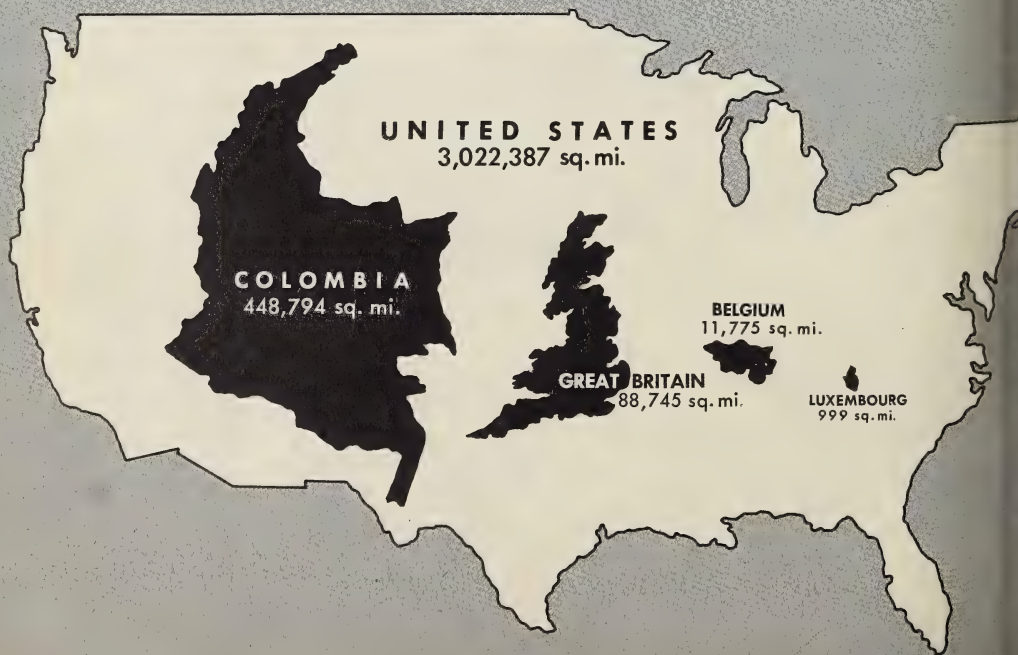 UNITED STATES
3,022,387 sq. mi.
COLOMBIA
448,794 sq. mi.
BELGIUM
11,775 sq. mi.
GREAT BRITAIN
88,745 sq. mi.
LUXEMBOURG
999 sq. mi.